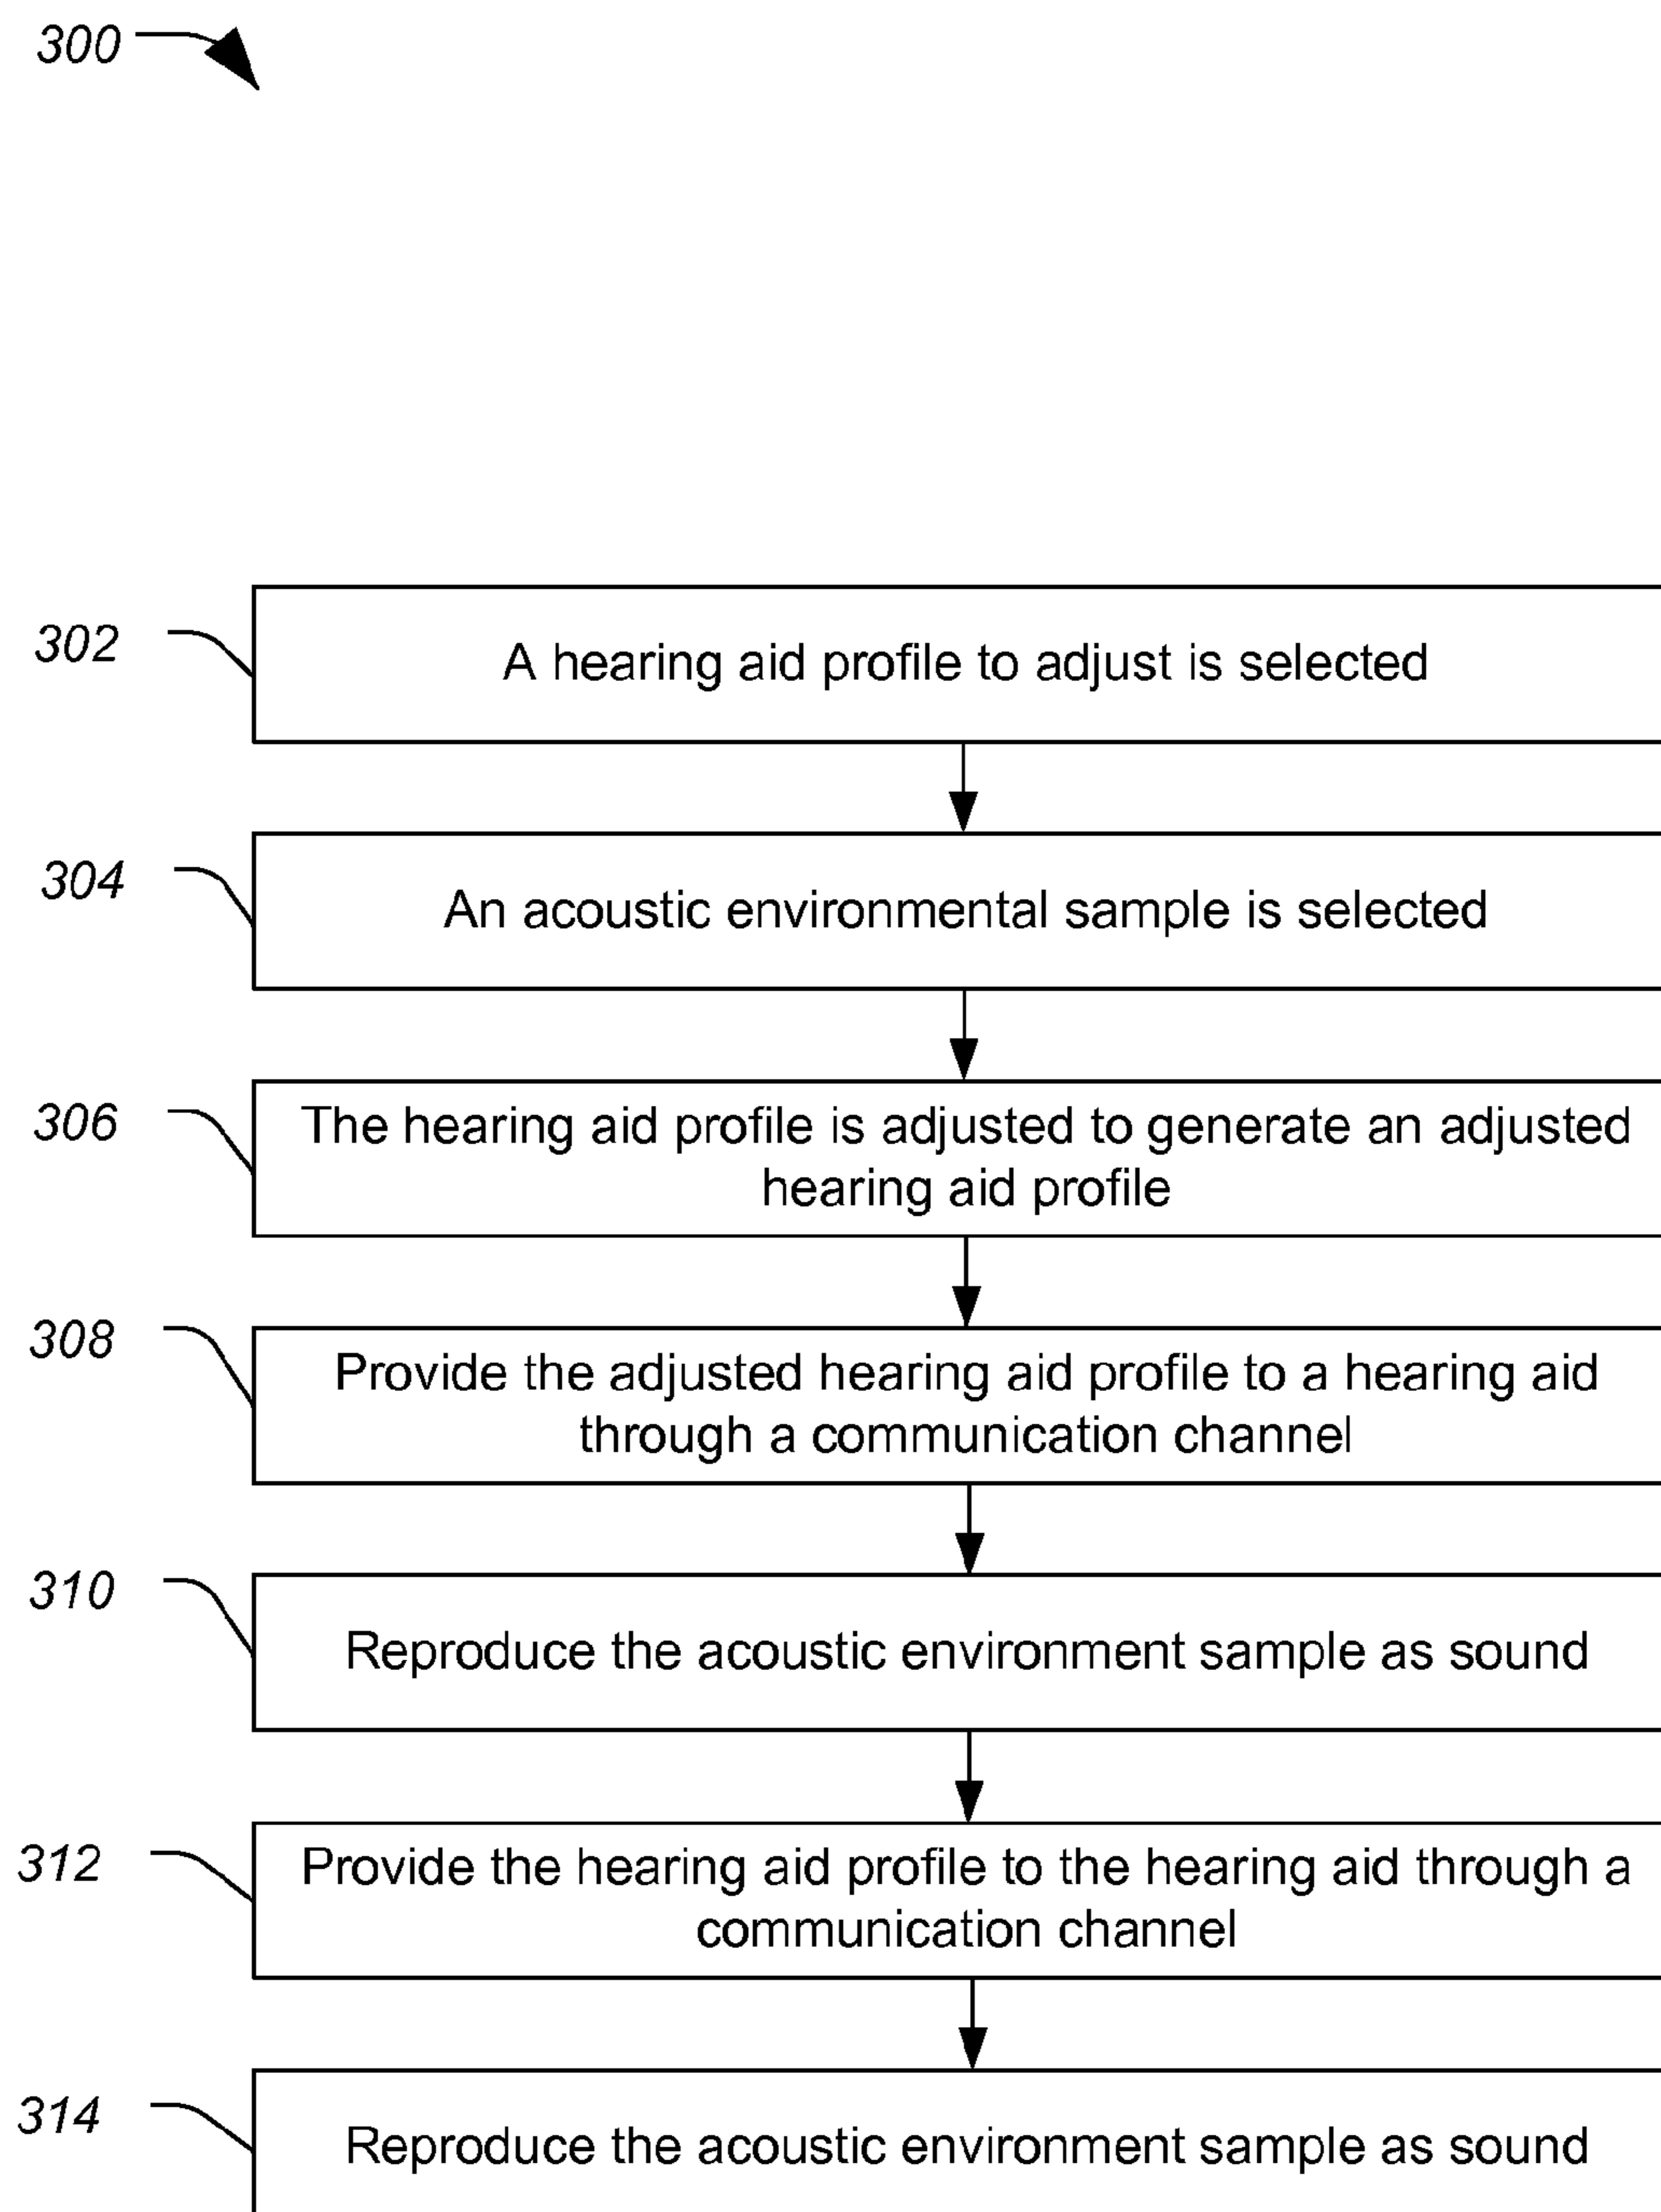 300
302
A hearing aid profile to adjust is selected
304
An acoustic environmental sample is selected
306
The hearing aid profile is adjusted to generate an adjusted
hearing aid profile
308
Provide the adjusted hearing aid profile to a hearing aid
through a communication channel
310
Reproduce the acoustic environment sample as sound
312
Provide the hearing aid profile to the hearing aid through a
communication channel
314
Reproduce the acoustic environment sample as sound